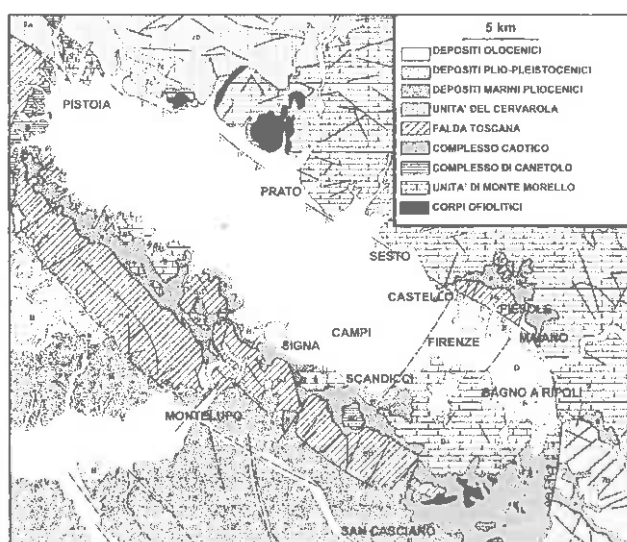 5 km
DEPOSITI OLOCENICI
DEPOSITI PLIO-PLEISTOCENICI
DEPOSITI MARINI PLIOCENICI
UNITA' DEL CERVAROLA
FALDA TOSCANA
COMPLESSO CAOTICO
COMPLESSO DI CANETOLO
UNITA' DI MONTE MORELLO
CORPI OFIOLITICI
PISTOIA
PRATO
SESTO
CASTELLO
FIESOLE
CAMPI
FIRENZE
MAIANO
SIGNA
SCANDICCI
BAGNO A RIPOLI
MONTELUPO
SAN CASCIANO